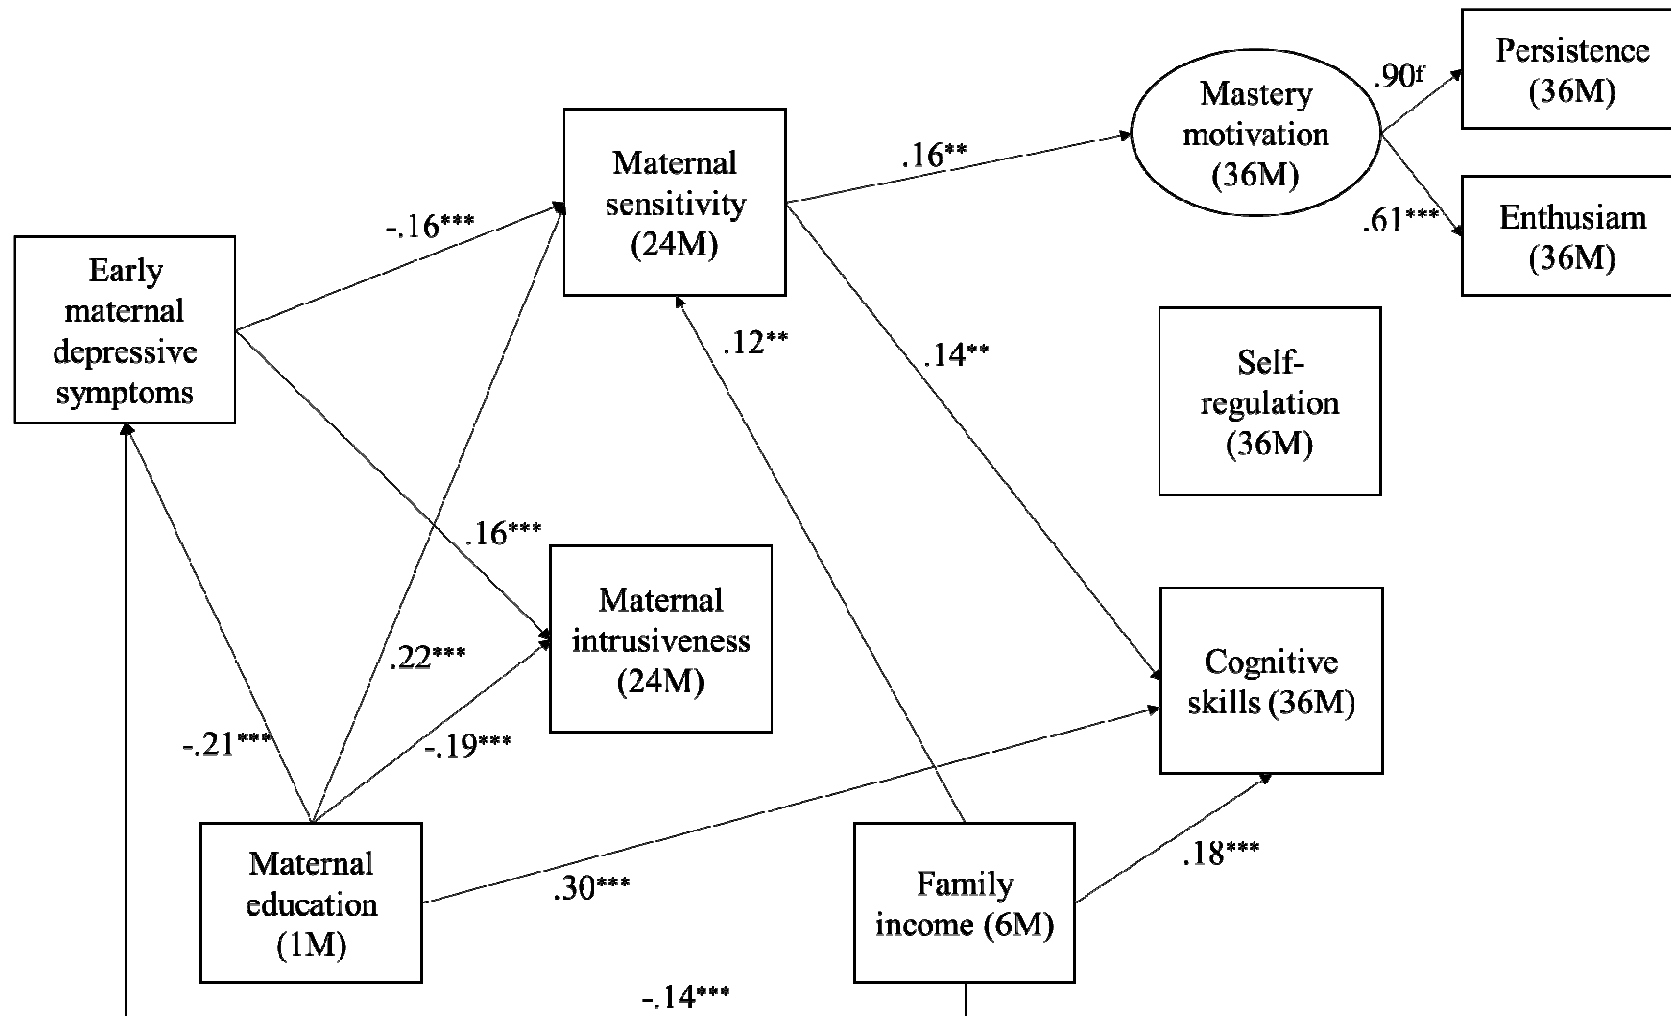 Persistence
(36M)
.90f
Mastery
motivation
(36M)
.61***
Enthusiam
(36M)
Maternal
sensitivity
(24M)
.16**
-.16***
Early
maternal
depressive
symptoms
.12**
.14**
Self-
regulation
(36M)
.16***
Maternal
intrusiveness
(24M)
.22***
-.21***
-.19***
Cognitive
skills (36M)
Maternal
education
(1M)
.30***
Family
income (6M)
.18***
-.14***